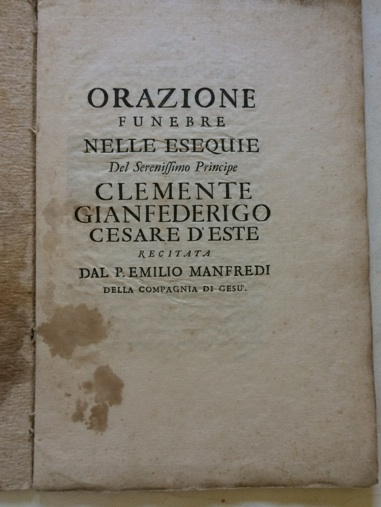 ORAZIONE
FUNEBRE
NELLE ESEQUIE
Del Serenissimo Principe
CLEMENTE
GIANFEDERIGO
CESARE D'ESTE
RECITATA
DAL P. EMILIO MANFREDI
DELLA COMPAGNIA DI GESU'.